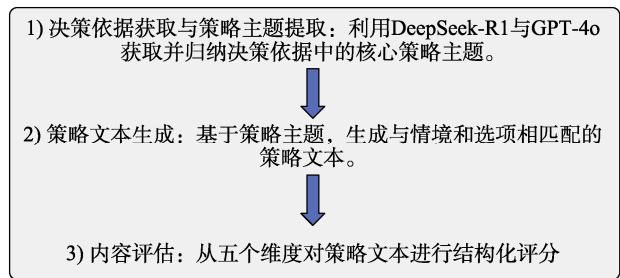 1) 决策依据获取与策略主题提取：利用DeepSeek-R1与GPT-4o
获取并归纳决策依据中的核心策略主题。
2) 策略文本生成：基于策略主题，生成与情境和选项相匹配的
策略文本。
3) 内容评估：从五个维度对策略文本进行结构化评分